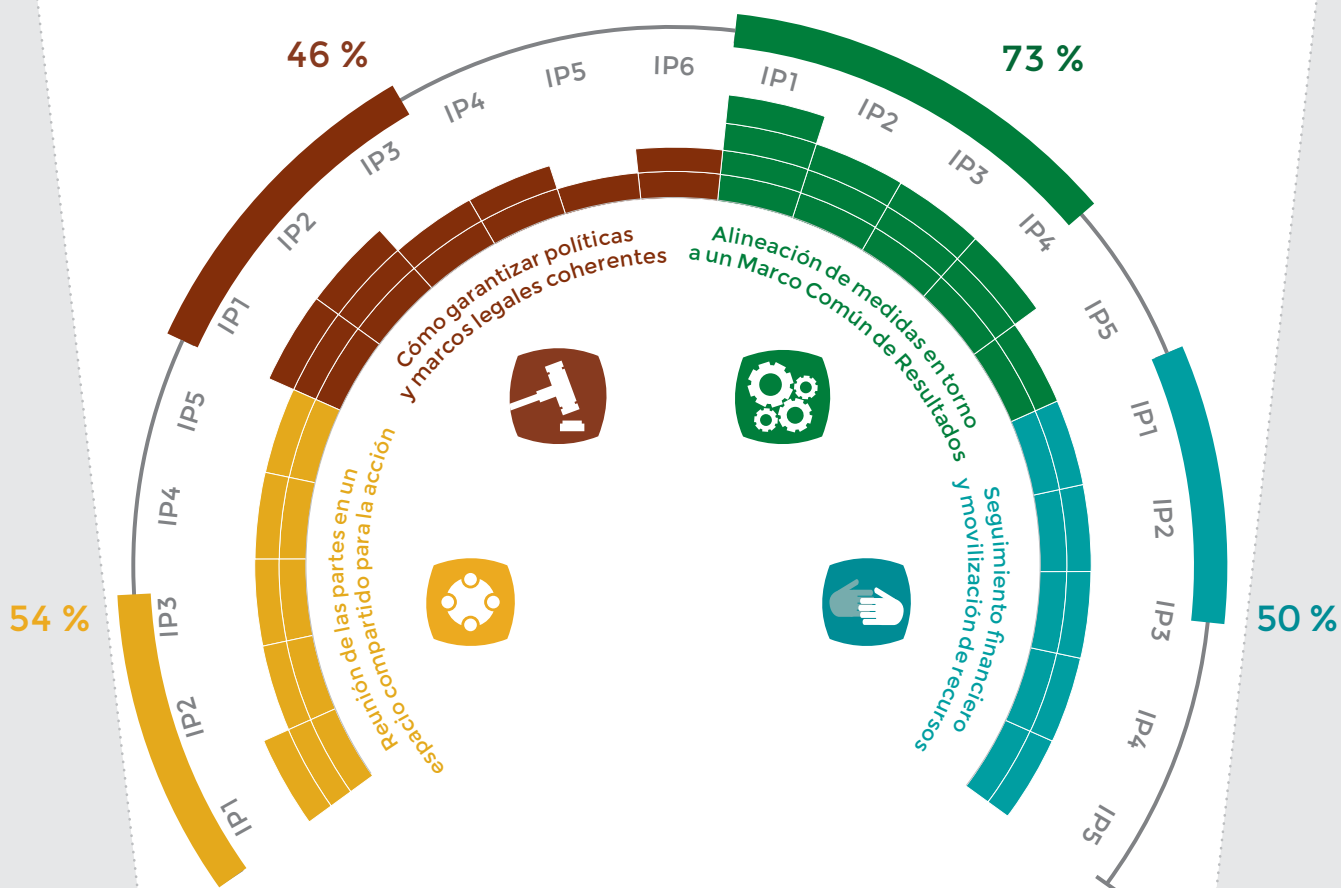 46 %
IP1
IP2
IP3
IP4
IP5
IP6
Cómo garantizar políticas
y marcos legales coherentes
73 %
IP1
IP2
IP3
IP4
IP5
Alineación de medidas en torno
a un Marco Común de Resultados
54 %
IP1
IP2
IP3
IP4
IP5
Reunión de las partes en un
espacio compartido para la acción
50 %
IP1
IP2
IP3
IP4
IP5
Seguimiento financiero
y movilización de recursos